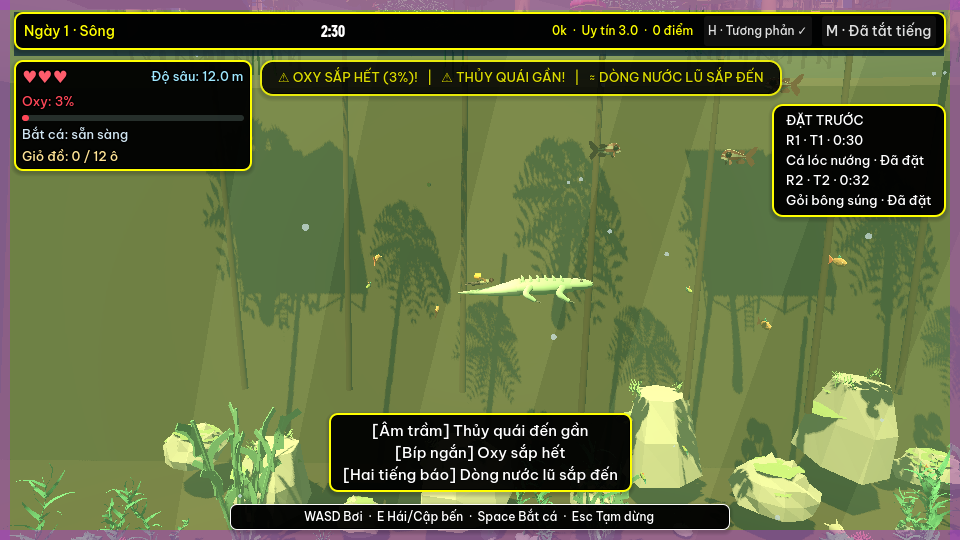 Ngày 1 · Sông
2:30
0k · Uy tín 3.0 · 0 điểm
H · Tương phản ✓
M · Đã tắt tiếng
♥♥♥ Độ sâu: 12.0 m
Oxy: 3%
Bắt cá: sẵn sàng
Giỏ đồ: 0 / 12 ô
⚠ OXY SẮP HẾT (3%)! | ⚠ THỦY QUÁI GẦN! | ≈ DÒNG NƯỚC LŨ SẮP ĐẾN
ĐẶT TRƯỚC
R1 · T1 · 0:30
Cá lóc nướng · Đã đặt
R2 · T2 · 0:32
Gỏi bông súng · Đã đặt
[Âm trầm] Thủy quái đến gần
[Bíp ngắn] Oxy sắp hết
[Hai tiếng báo] Dòng nước lũ sắp đến
WASD Bơi · E Hái/Cập bến · Space Bắt cá · Esc Tạm dừng